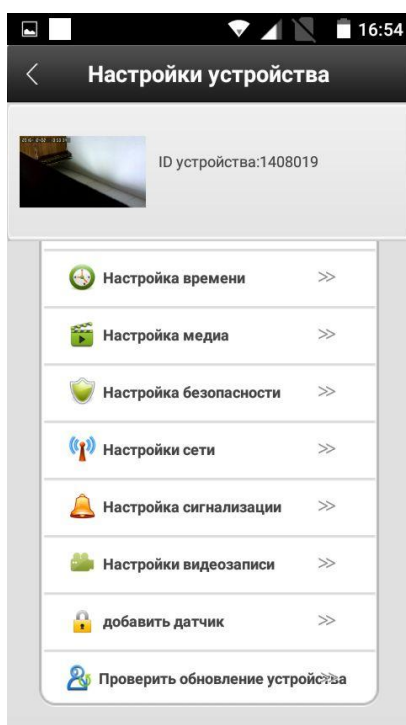 16:54
Настройки устройства
ID устройства:1408019
Настройка времени
Настройка медиа
Настройка безопасности
Настройки сети
Настройка сигнализации
Настройки видеозаписи
добавить датчик
Проверить обновление устройства